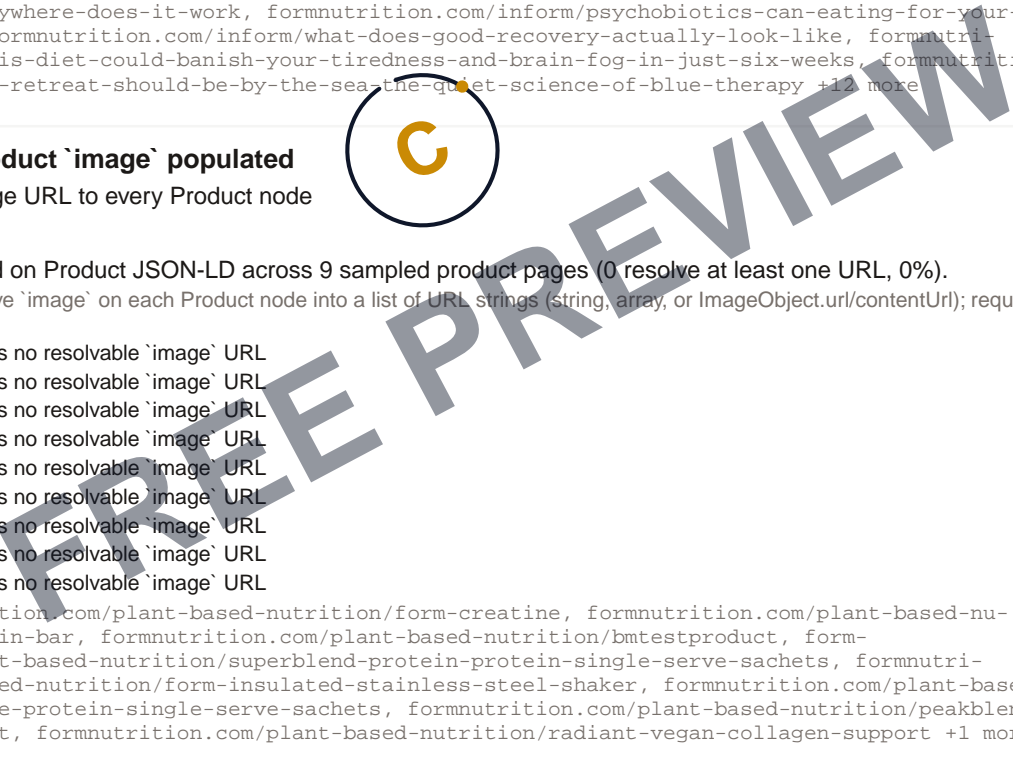 ywhere-does-it-work, formnutrition.com/inform/psychobiotics-can-eating-for-your-
ormnutrition.com/inform/what-does-good-recovery-actually-look-like, formnutri-
is-diet-could-banish-your-tiredness-and-brain-fog-in-just-six-weeks, formnutriti
-retreat-should-be-by-the-sea-the-quiet-science-of-blue-therapy +12 more
C
duct `image` populated
ge URL to every Product node
l on Product JSON-LD across 9 sampled product pages (0 resolve at least one URL, 0%).
ve `image` on each Product node into a list of URL strings (string, array, or ImageObject.url/contentUrl); requ
s no resolvable `image` URL
s no resolvable `image` URL
s no resolvable `image` URL
s no resolvable `image` URL
s no resolvable `image` URL
s no resolvable `image` URL
s no resolvable `image` URL
s no resolvable `image` URL
s no resolvable `image` URL
tion.com/plant-based-nutrition/form-creatine, formnutrition.com/plant-based-nu-
in-bar, formnutrition.com/plant-based-nutrition/bmtestproduct, form-
t-based-nutrition/superblend-protein-protein-single-serve-sachets, formnutri-
ed-nutrition/form-insulated-stainless-steel-shaker, formnutrition.com/plant-base
e-protein-single-serve-sachets, formnutrition.com/plant-based-nutrition/peakblen
t, formnutrition.com/plant-based-nutrition/radiant-vegan-collagen-support +1 mor
FREE PREVIEW